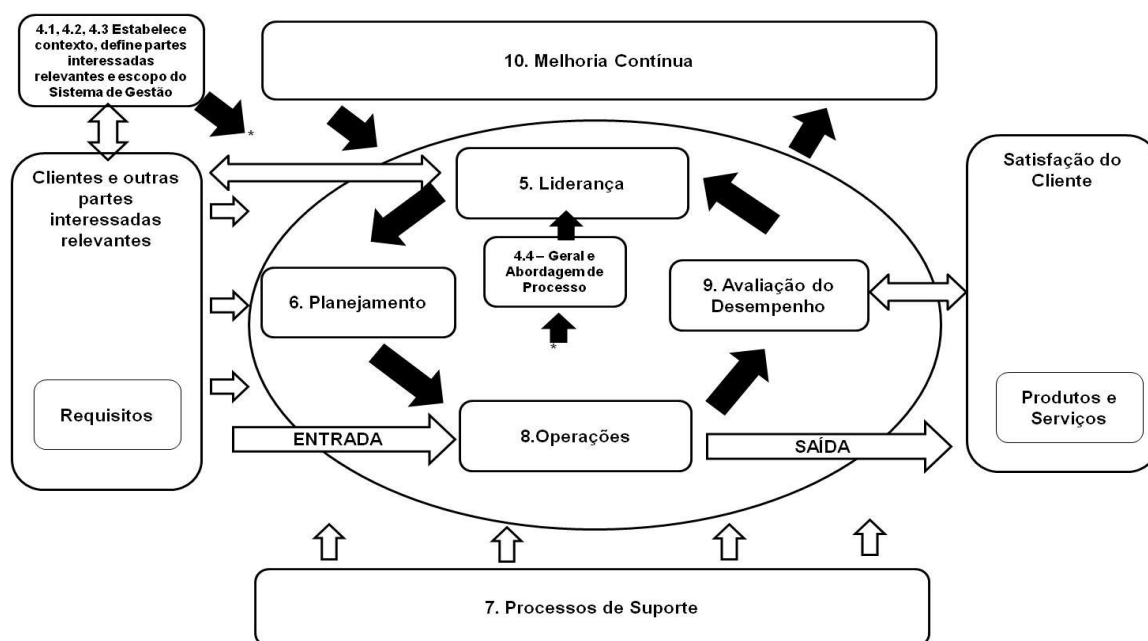 4.1, 4.2, 4.3 Estabelece
contexto, define partes
interessadas
relevantes e escopo do
Sistema de Gestão
10. Melhoria Contínua
*
Clientes e outras
partes
interessadas
relevantes
5. Liderança
Satisfação do
Cliente
4.4 – Geral e
Abordagem de
Processo
6. Planejamento
9. Avaliação do
Desempenho
*
Requisitos
ENTRADA
8.Operações
SAÍDA
Produtos e
Serviços
7. Processos de Suporte